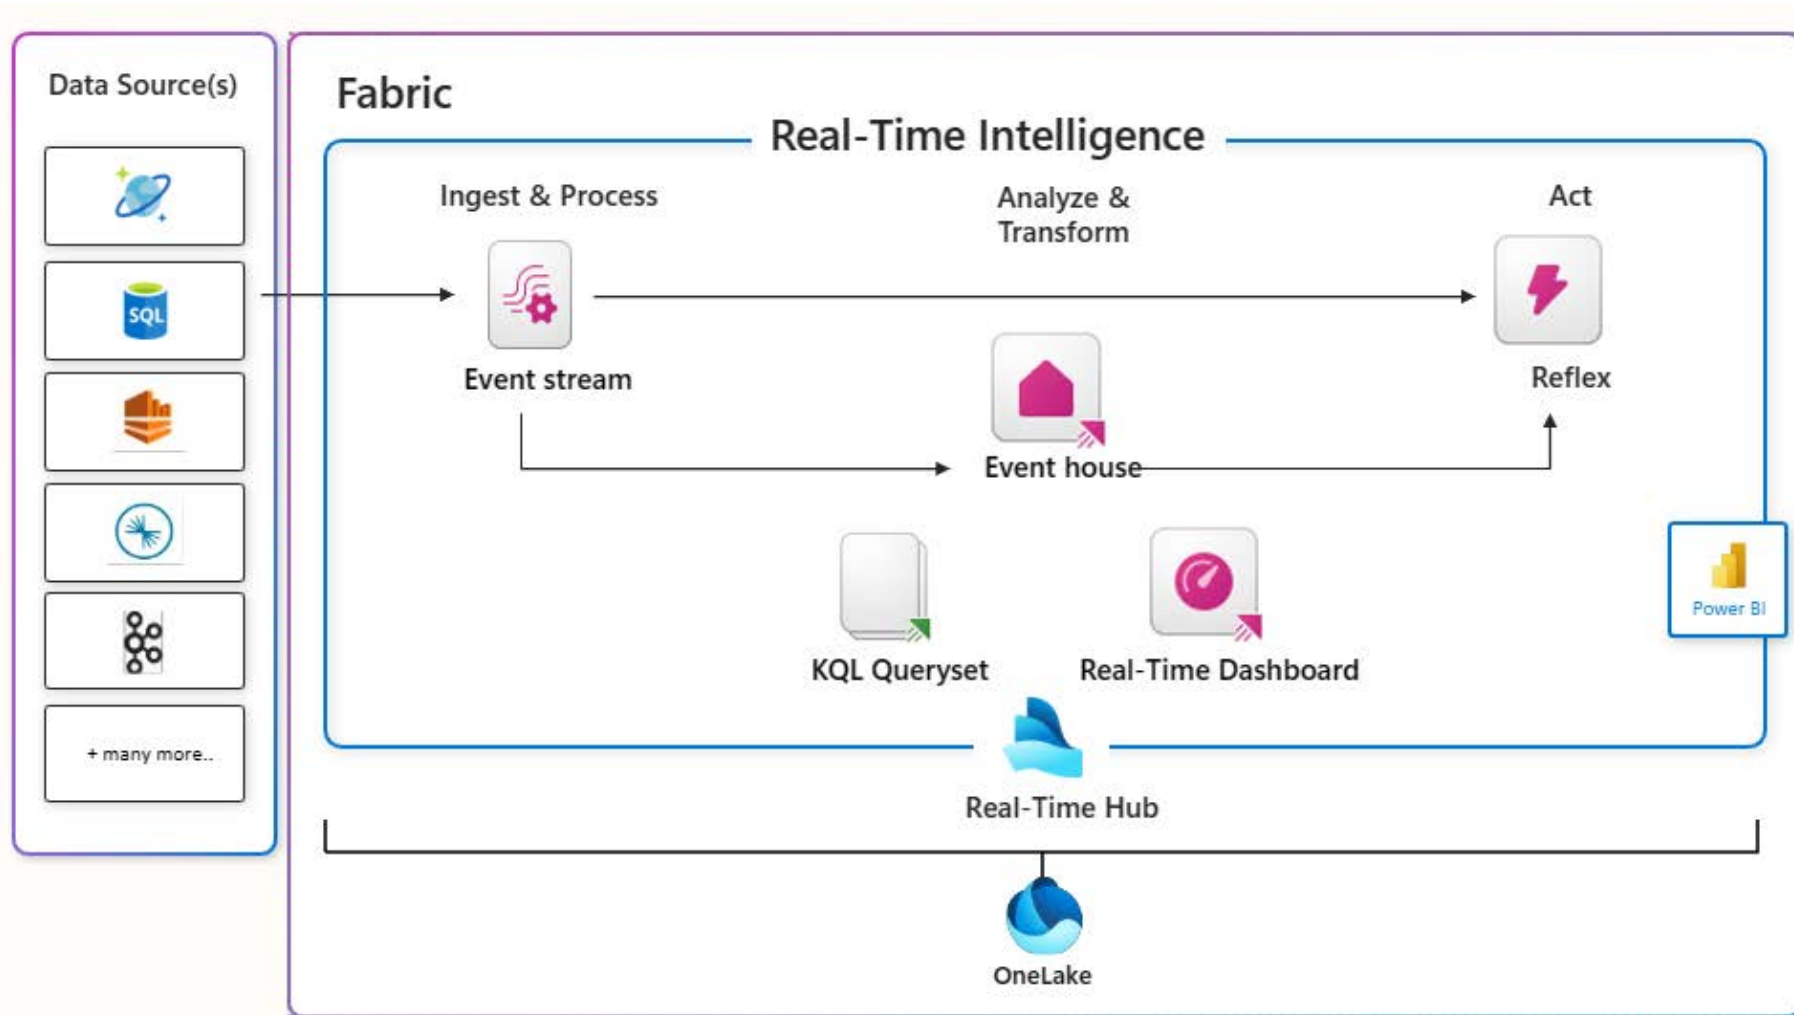 Data Source(s)
SQL
+ many more..
Fabric
Real-Time Intelligence
Ingest & Process
Analyze &
Transform
Act
Event stream
Event house
Reflex
KQL Queryset
Real-Time Dashboard
Power BI
Real-Time Hub
OneLake